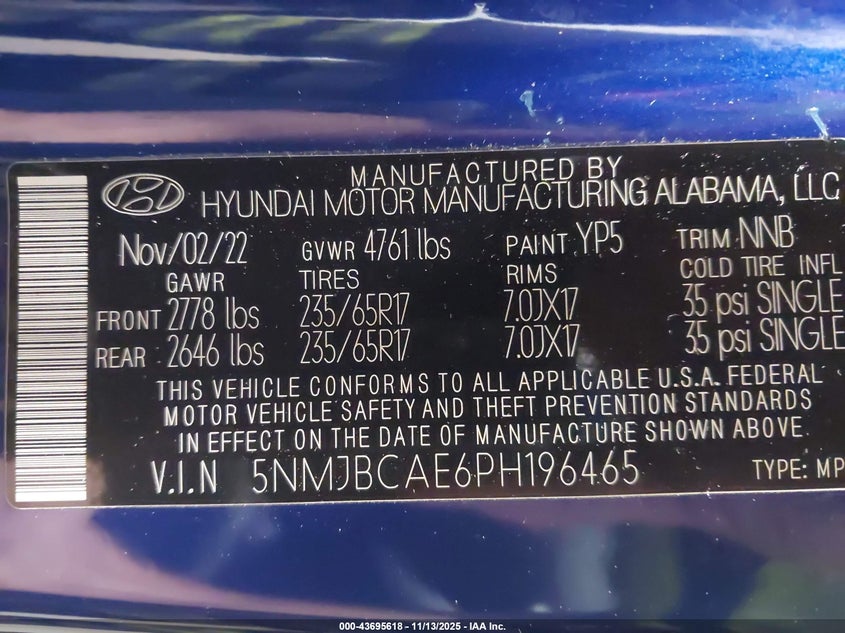 MANUFACTURED BY
HYUNDAI MOTOR MANUFACTURING ALABAMA, LLC
Nov/02/22 GVWR 4761 lbs PAINT YP5 TRIM NNB
GAWR TIRES RIMS COLD TIRE INFL
FRONT 2778 lbs 235/65R17 7.0JX17 35 psi SINGLE
REAR 2646 lbs 235/65R17 7.0JX17 35 psi SINGLE
THIS VEHICLE CONFORMS TO ALL APPLICABLE U.S.A. FEDERAL
MOTOR VEHICLE SAFETY AND THEFT PREVENTION STANDARDS
IN EFFECT ON THE DATE OF MANUFACTURE SHOWN ABOVE
V.I.N 5NMJBCAE6PH196465 TYPE: MP
000-43695618 - 11/13/2025 - IAA Inc.